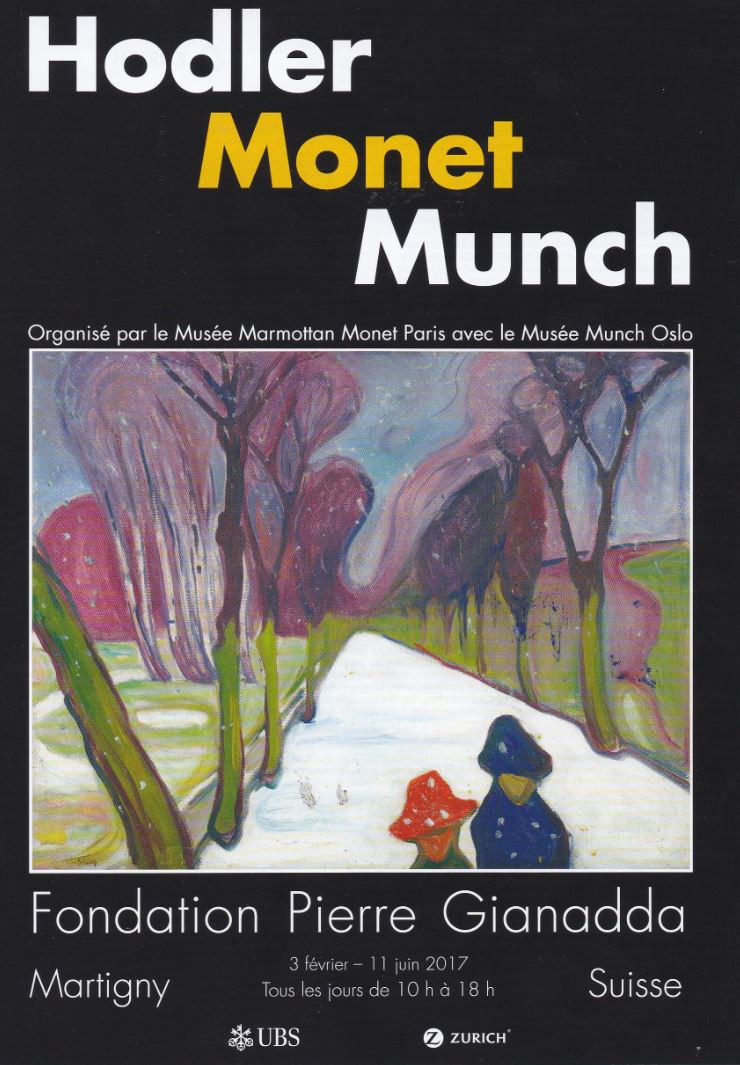 Hodler
Monet
Munch
Organisé par le Musée Marmottan Monet Paris avec le Musée Munch Oslo
Fondation Pierre Gianadda
3 février – 11 juin 2017
Martigny
Tous les jours de 10 h à 18 h
Suisse
UBS
Z ZURICH®